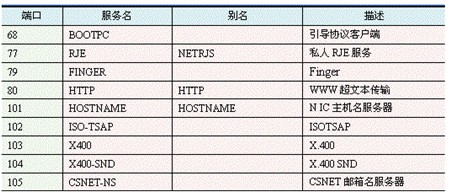 端口 服务名 别名 描述
68 BOOTPC 引导协议客户端
77 RJE NETRJS 私人 RJE 服务
79 FINGER Finger
80 HTTP HTTP WWW 超文本传输
101 HOSTNAME HOSTNAME NIC 主机名服务器
102 ISO-TSAP ISOTSAP
103 X400 X.400
104 X400-SND X.400 SND
105 CSNET-NS CSNET 邮箱名服务器